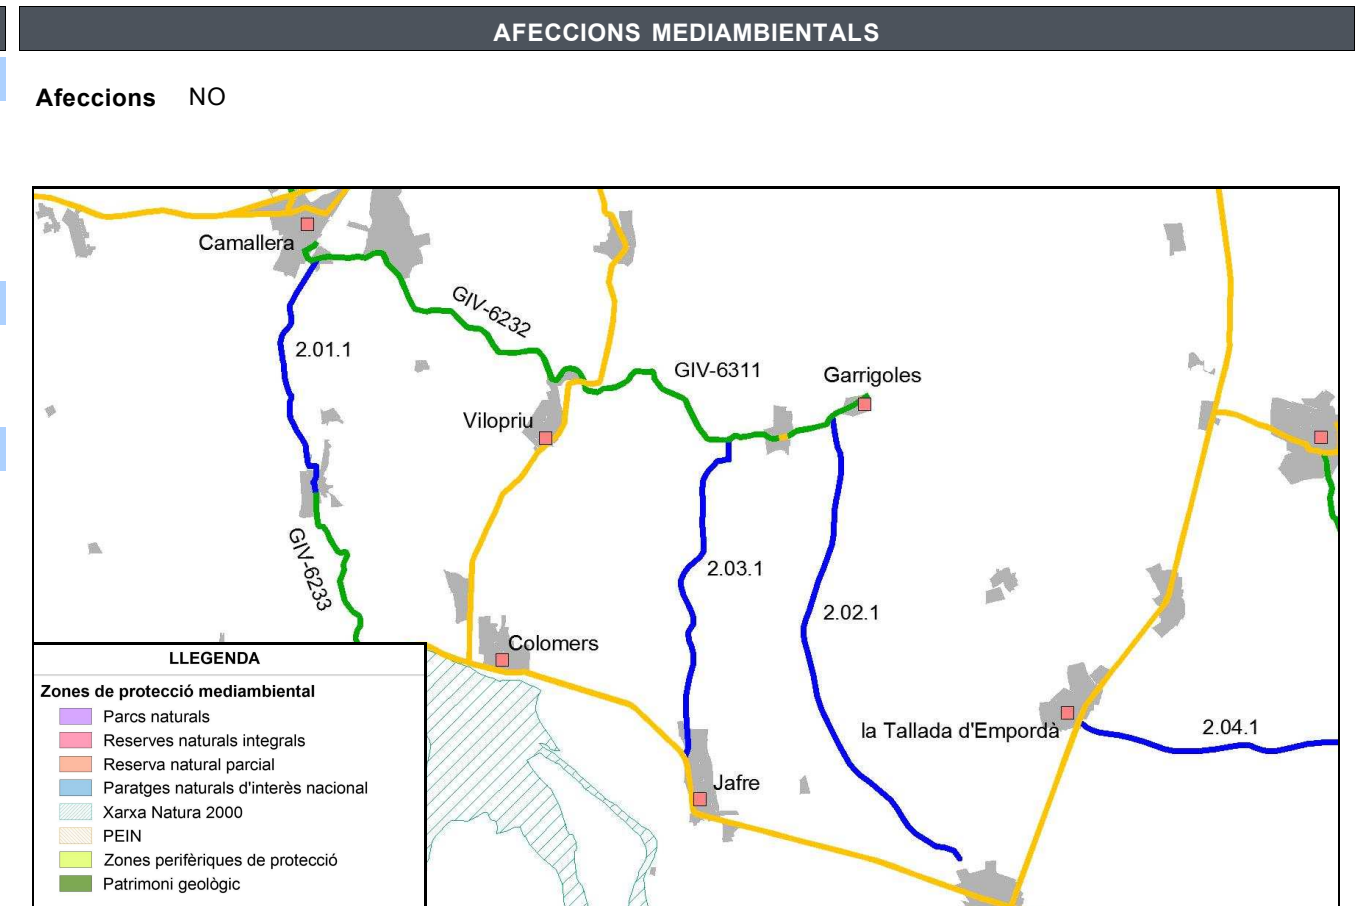 AFECCIONS MEDIAMBIENTALS
Afeccions NO
Camallera
GIV-6232
2.01.1
GIV-6311
Garrigoles
Vilopriu
GIV-6233
2.03.1
2.02.1
Colomers
la Tallada d'Empordà
2.04.1
Jafre
LLEGENDA
Zones de protecció mediambiental
Parcs naturals
Reserves naturals integrals
Reserva natural parcial
Paratges naturals d'interès nacional
Xarxa Natura 2000
PEIN
Zones perifèriques de protecció
Patrimoni geològic